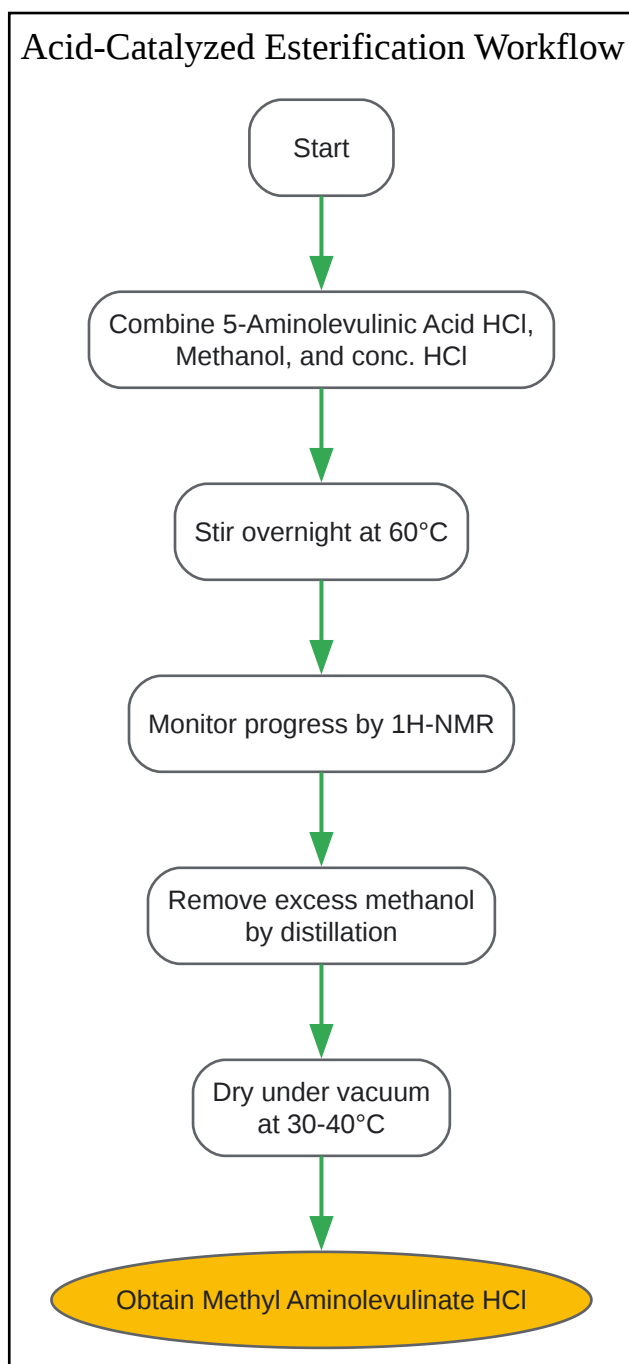 Acid-Catalyzed Esterification Workflow
Start
Combine 5-Aminolevulinic Acid HCl,
Methanol, and conc. HCl
Stir overnight at 60°C
Monitor progress by 1H-NMR
Remove excess methanol
by distillation
Dry under vacuum
at 30-40°C
Obtain Methyl Aminolevulinate HCl